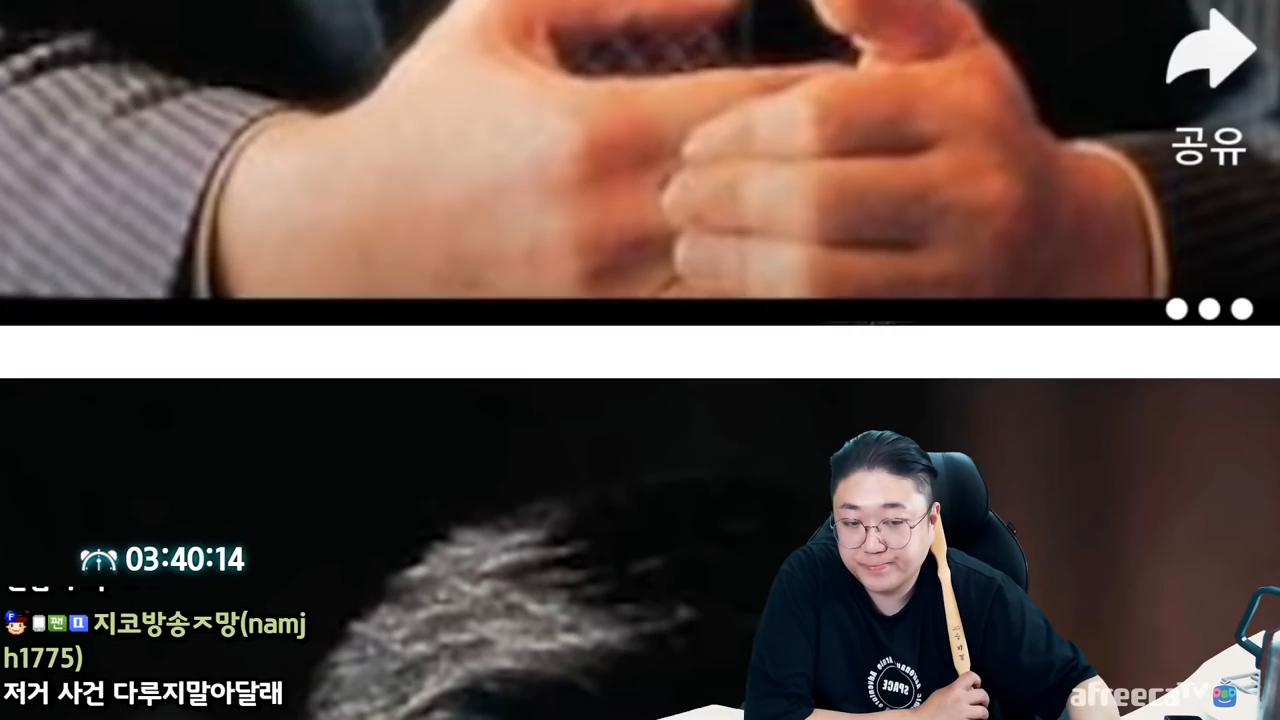 공유
03:40:14
지코방송ㅈ망(namj
h1775)
저거 사건 다루지말아달래
SPACE
afreecaTV